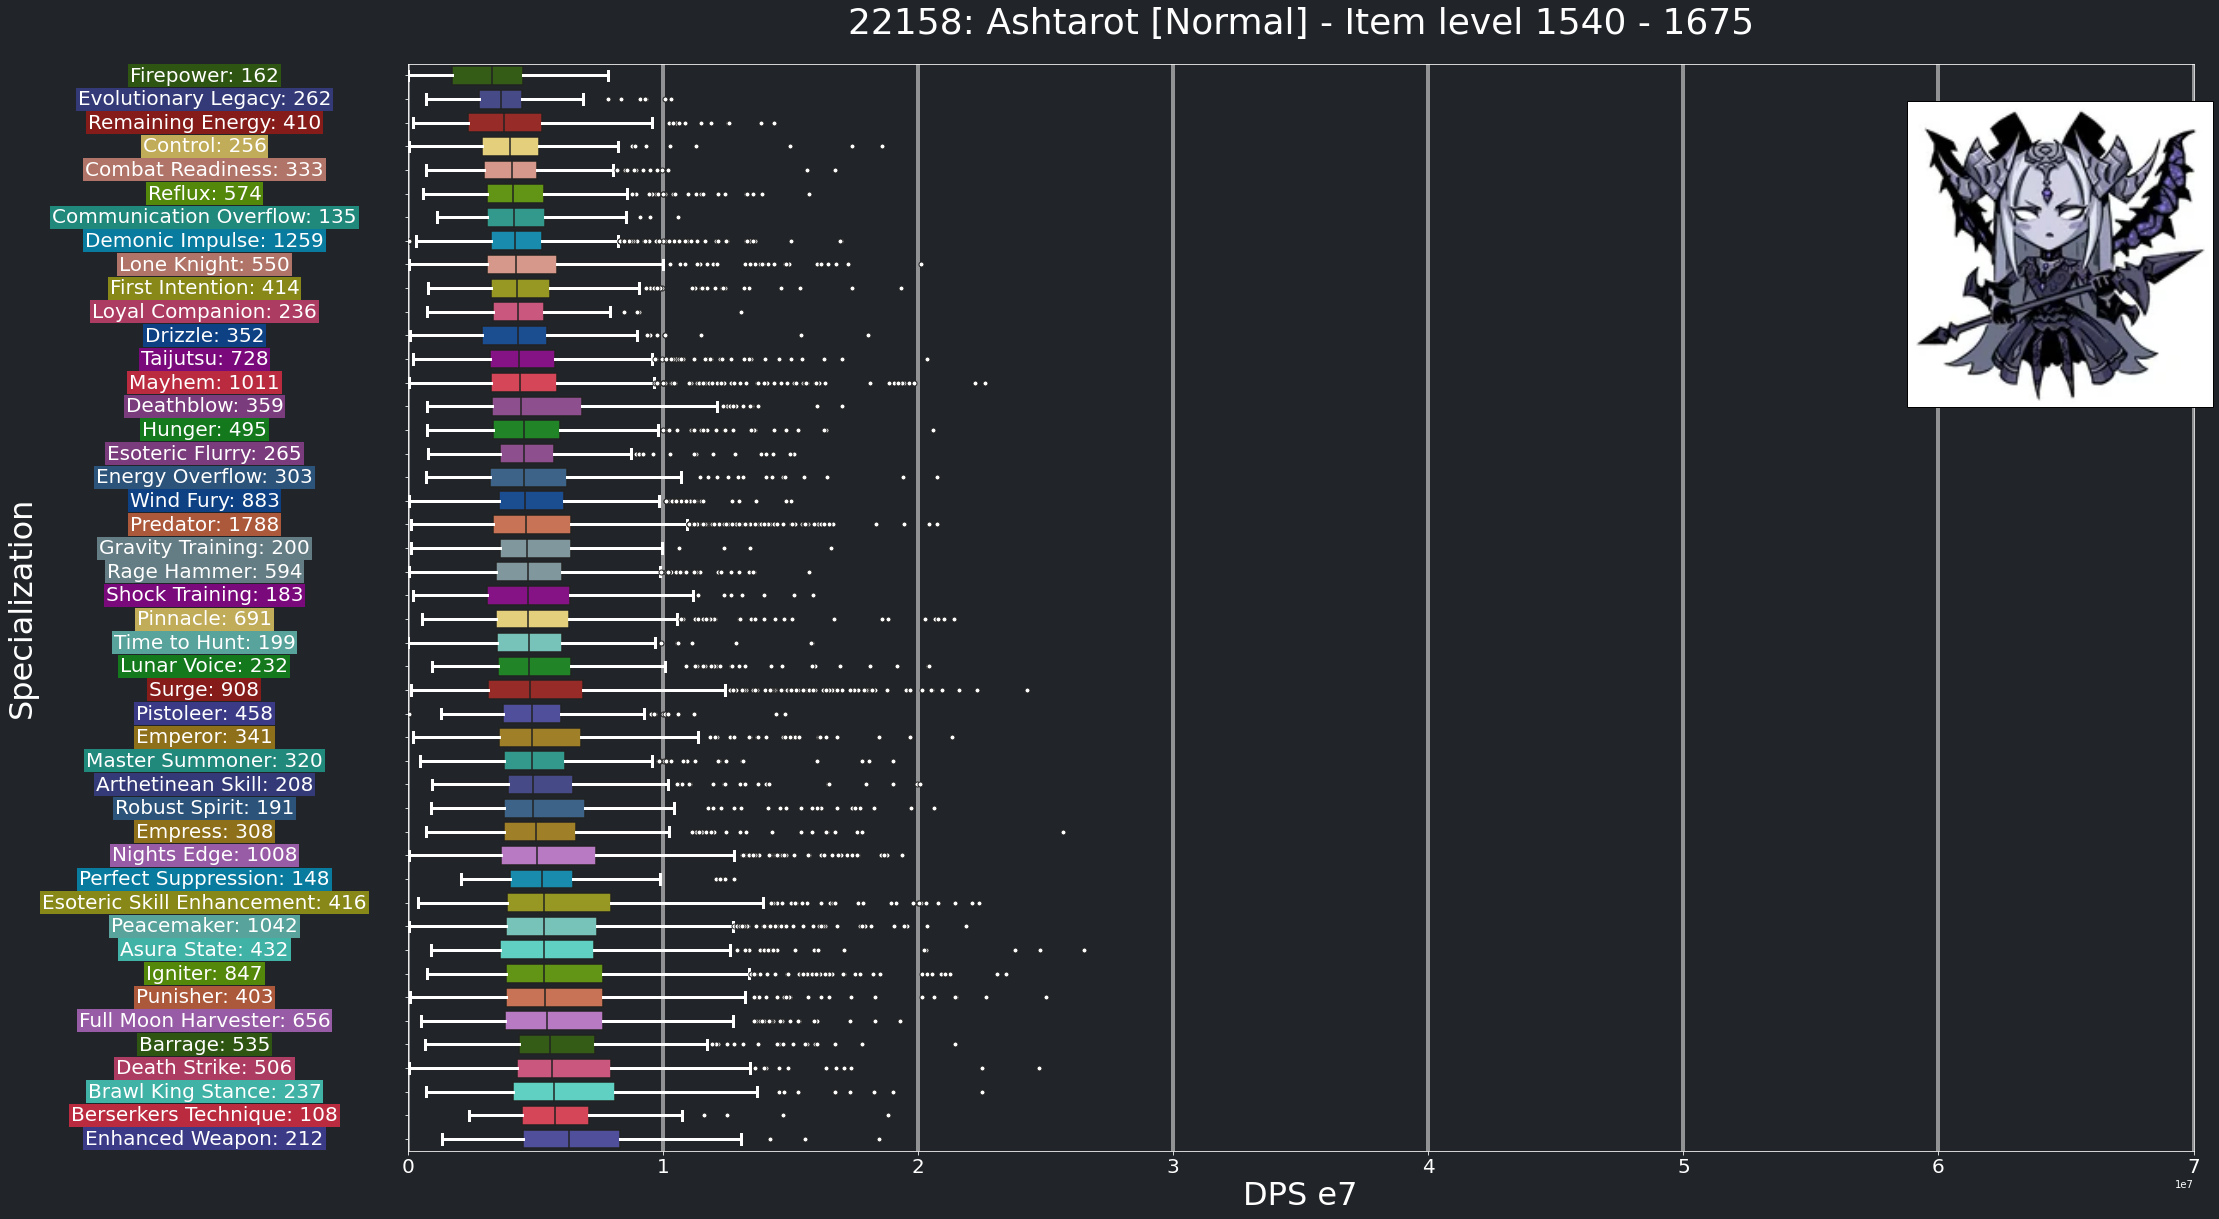 22158: Ashtarot [Normal] - Item level 1540 - 1675
Specialization
Firepower: 162
Evolutionary Legacy: 262
Remaining Energy: 410
Control: 256
Combat Readiness: 333
Reflux: 574
Communication Overflow: 135
Demonic Impulse: 1259
Lone Knight: 550
First Intention: 414
Loyal Companion: 236
Drizzle: 352
Taijutsu: 728
Mayhem: 1011
Deathblow: 359
Hunger: 495
Esoteric Flurry: 265
Energy Overflow: 303
Wind Fury: 883
Predator: 1788
Gravity Training: 200
Rage Hammer: 594
Shock Training: 183
Pinnacle: 691
Time to Hunt: 199
Lunar Voice: 232
Surge: 908
Pistoleer: 458
Emperor: 341
Master Summoner: 320
Arthetinean Skill: 208
Robust Spirit: 191
Empress: 308
Nights Edge: 1008
Perfect Suppression: 148
Esoteric Skill Enhancement: 416
Peacemaker: 1042
Asura State: 432
Igniter: 847
Punisher: 403
Full Moon Harvester: 656
Barrage: 535
Death Strike: 506
Brawl King Stance: 237
Berserkers Technique: 108
Enhanced Weapon: 212
0 1 2 3 4 5 6 7
1e7
DPS e7